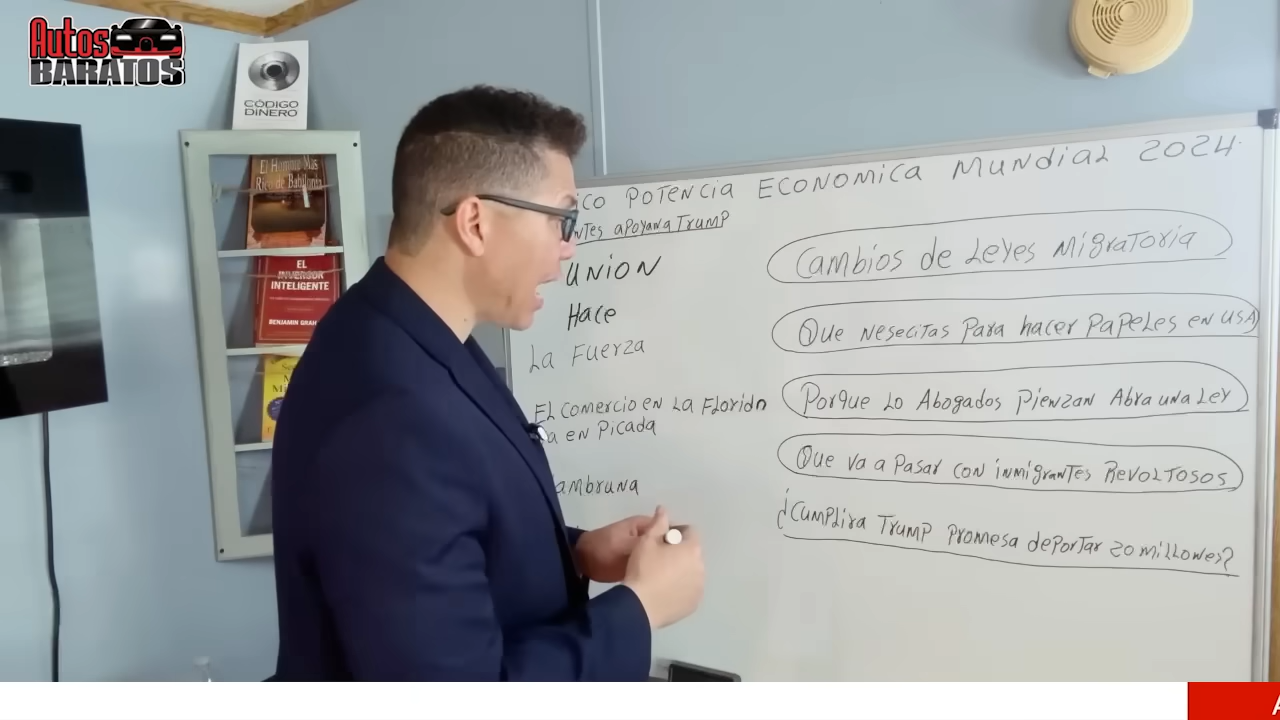 Autos
BARATOS
CÓDIGO
DINERO
El Hombre Más
Rico de Babilonia
EL
INVERSOR
INTELIGENTE
BENJAMIN GRAH
ICO POTENCIA ECONOMICA MUNDIAL 2024
NTES APOYAN A TRUMP
UNION
Hace
La Fuerza
EL Comercio en La Florida
a en Picada
ambruna
Cambios de Leyes Migratoria
Que Nesecitas Para hacer Papeles en USA
Porque Lo Abogados Pienzan Abra una Ley
Que va a Pasar con inmigrantes Revoltosos
¿Cumplira Trump Promesa deportar 20 millones?